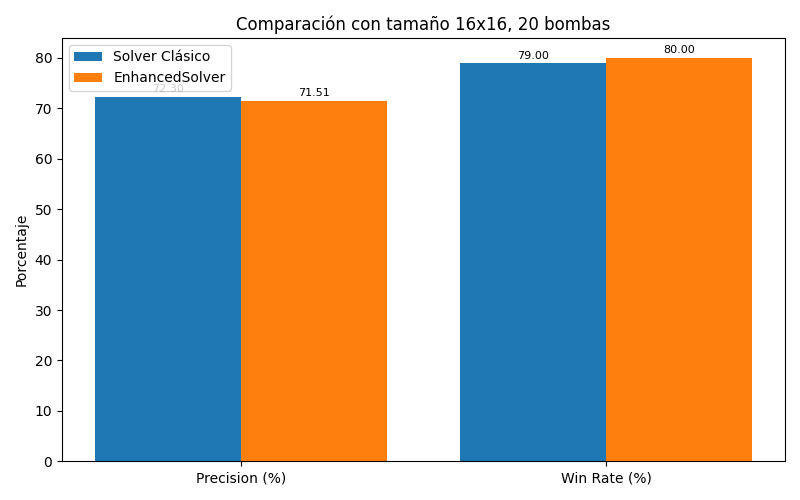 Comparación con tamaño 16x16, 20 bombas
Solver Clásico
EnhancedSolver
72.30
71.51
79.00
80.00
80
70
60
50
40
30
20
10
0
Porcentaje
Precision (%)
Win Rate (%)